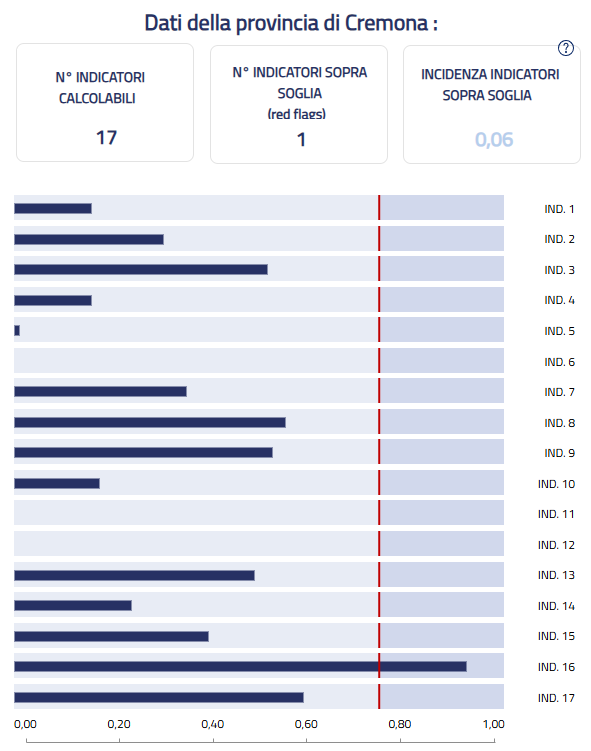 Dati della provincia di Cremona :
?
N° INDICATORI
CALCOLABILI
17
N° INDICATORI SOPRA
SOGLIA
(red flags)
1
INCIDENZA INDICATORI
SOPRA SOGLIA
0,06
IND. 1
IND. 2
IND. 3
IND. 4
IND. 5
IND. 6
IND. 7
IND. 8
IND. 9
IND. 10
IND. 11
IND. 12
IND. 13
IND. 14
IND. 15
IND. 16
IND. 17
0,00 0,20 0,40 0,60 0,80 1,00